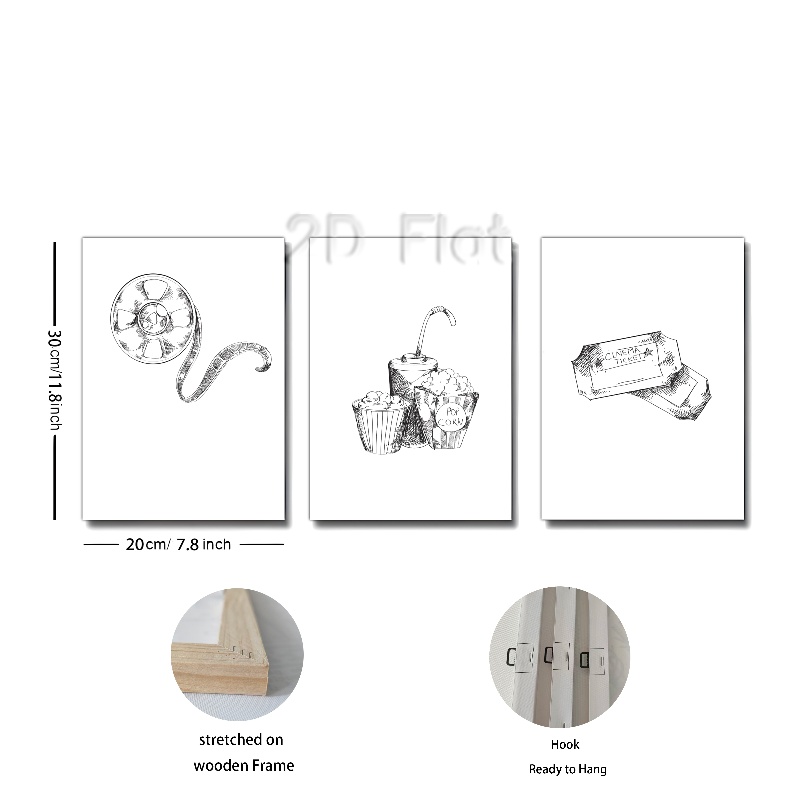 2D Flat
30cm/11.8inch
CINEMA
TICKET
POP
CORN
20cm/ 7.8 inch
stretched on
wooden Frame
Hook
Ready to Hang